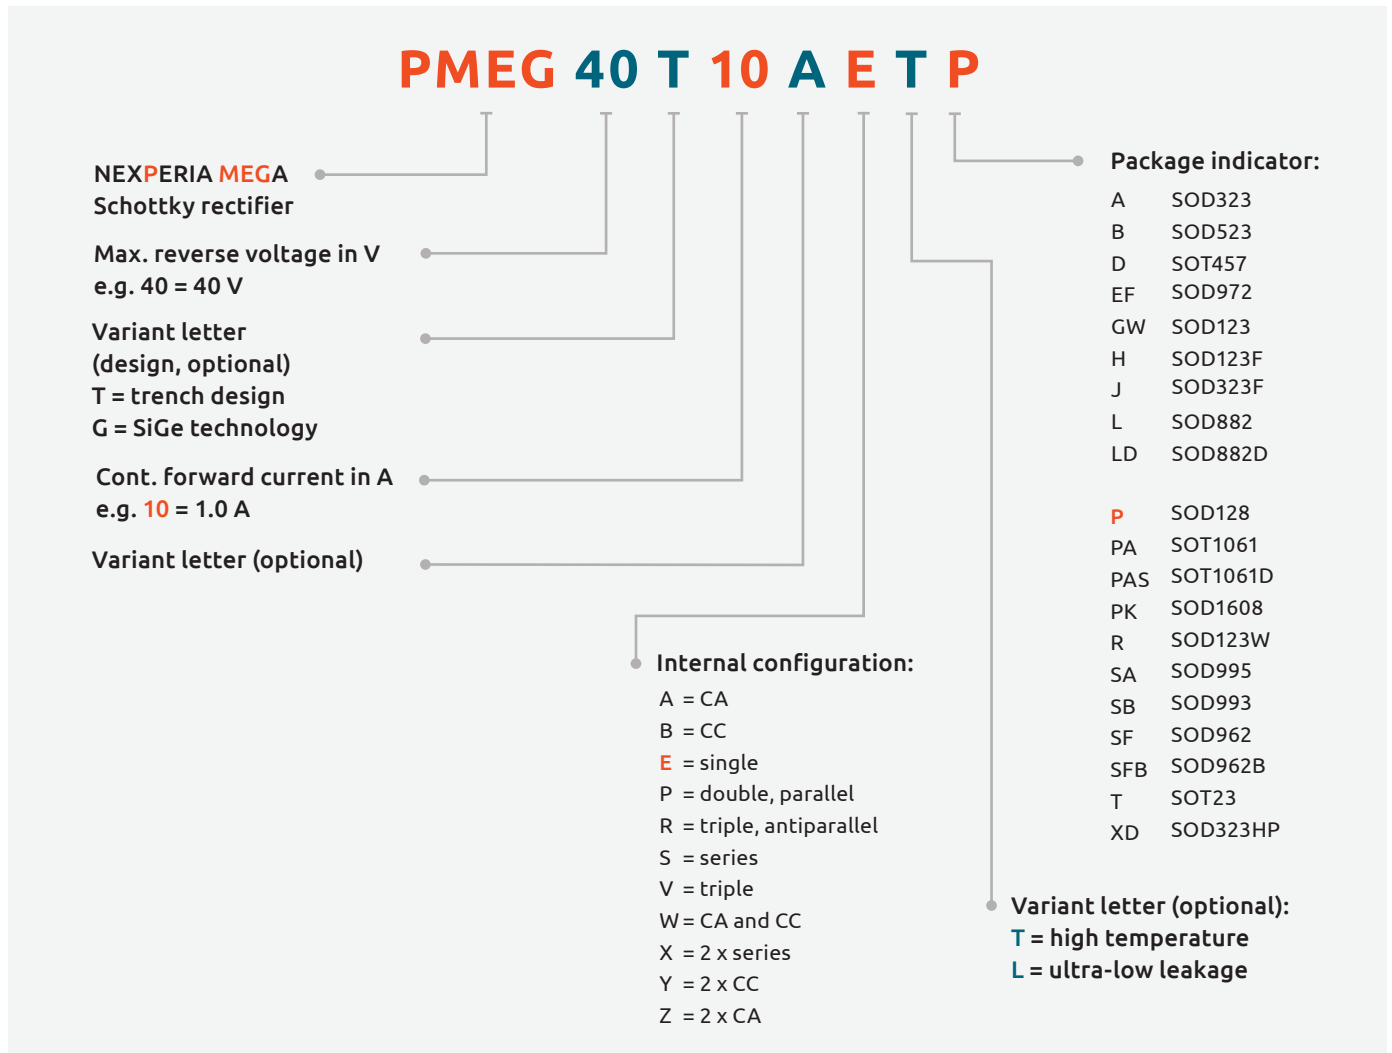 PMEG 40 T 10 A E T P
NEXPERIA MEGA
Schottky rectifier
Max. reverse voltage in V
e.g. 40 = 40 V
Variant letter
(design, optional)
T = trench design
G = SiGe technology
Cont. forward current in A
e.g. 10 = 1.0 A
Variant letter (optional)
Internal configuration:
A = CA
B = CC
E = single
P = double, parallel
R = triple, antiparallel
S = series
V = triple
W = CA and CC
X = 2 x series
Y = 2 x CC
Z = 2 x CA
Package indicator:
A SOD323
B SOD523
D SOT457
EF SOD972
GW SOD123
H SOD123F
J SOD323F
L SOD882
LD SOD882D
P SOD128
PA SOT1061
PAS SOT1061D
PK SOD1608
R SOD123W
SA SOD995
SB SOD993
SF SOD962
SFB SOD962B
T SOT23
XD SOD323HP
Variant letter (optional):
T = high temperature
L = ultra-low leakage